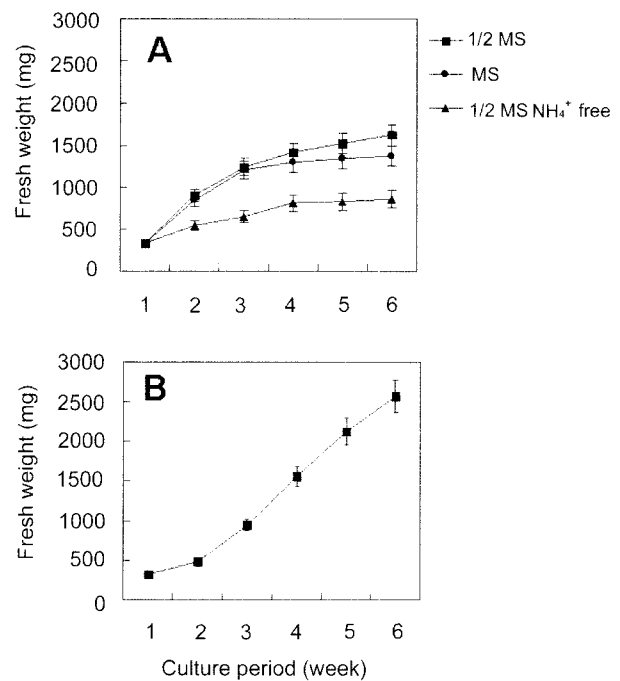 A
Fresh weight (mg)
3000
2500
2000
1500
1000
500
0
1 2 3 4 5 6
1/2 MS
MS
1/2 MS NH₄⁺ free
B
Fresh weight (mg)
3000
2500
2000
1500
1000
500
0
1 2 3 4 5 6
Culture period (week)